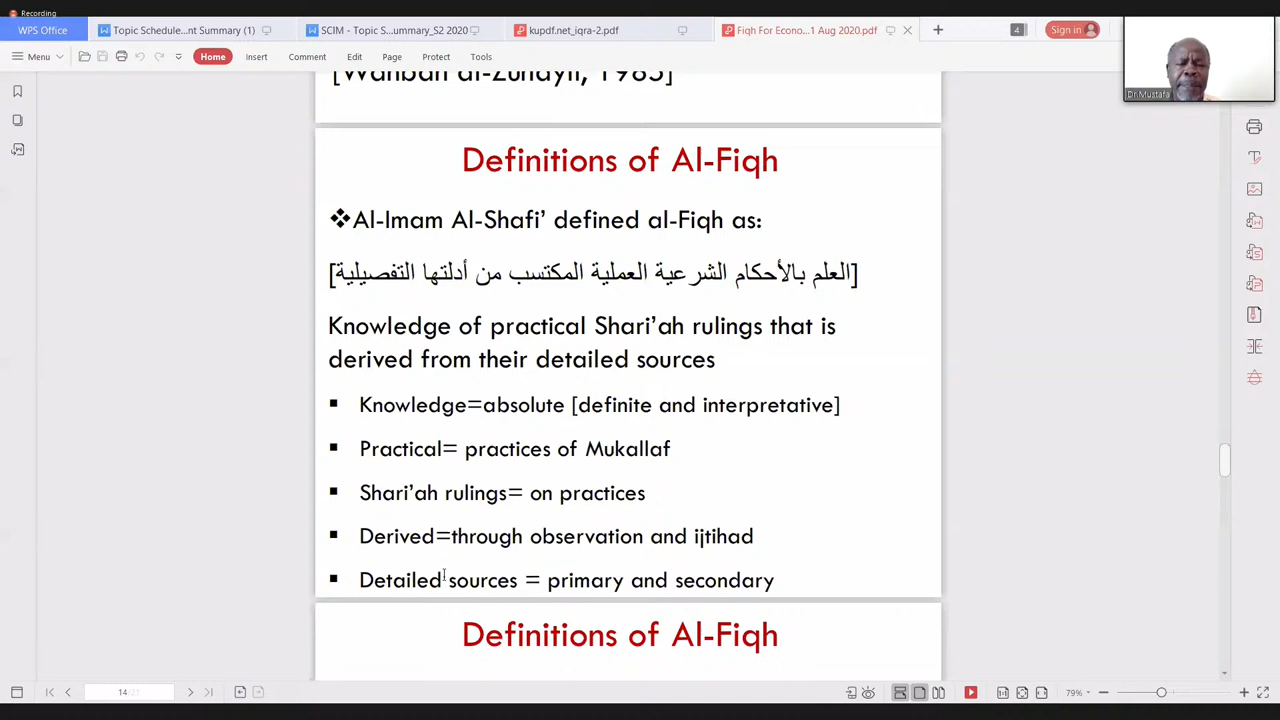 Recording
WPS Office
Topic Schedule...nt Summary (1)
SCIM - Topic S...ummary_S2 2020
kupdf.net_iqra-2.pdf
Fiqh For Econo...1 Aug 2020.pdf
4
Sign in
Menu
Home
Insert
Comment
Edit
Page
Protect
Tools
Dr.Mustafa
[Wahbah al-Zuhayli, 1985]
Definitions of Al-Fiqh
❖Al-Imam Al-Shafi’ defined al-Fiqh as:
[العلم بالأحكام الشرعية العملية المكتسب من أدلتها التفصيلية]
Knowledge of practical Shari’ah rulings that is
derived from their detailed sources
▪ Knowledge=absolute [definite and interpretative]
▪ Practical= practices of Mukallaf
▪ Shari’ah rulings= on practices
▪ Derived=through observation and ijtihad
▪ Detailed sources = primary and secondary
Definitions of Al-Fiqh
79%